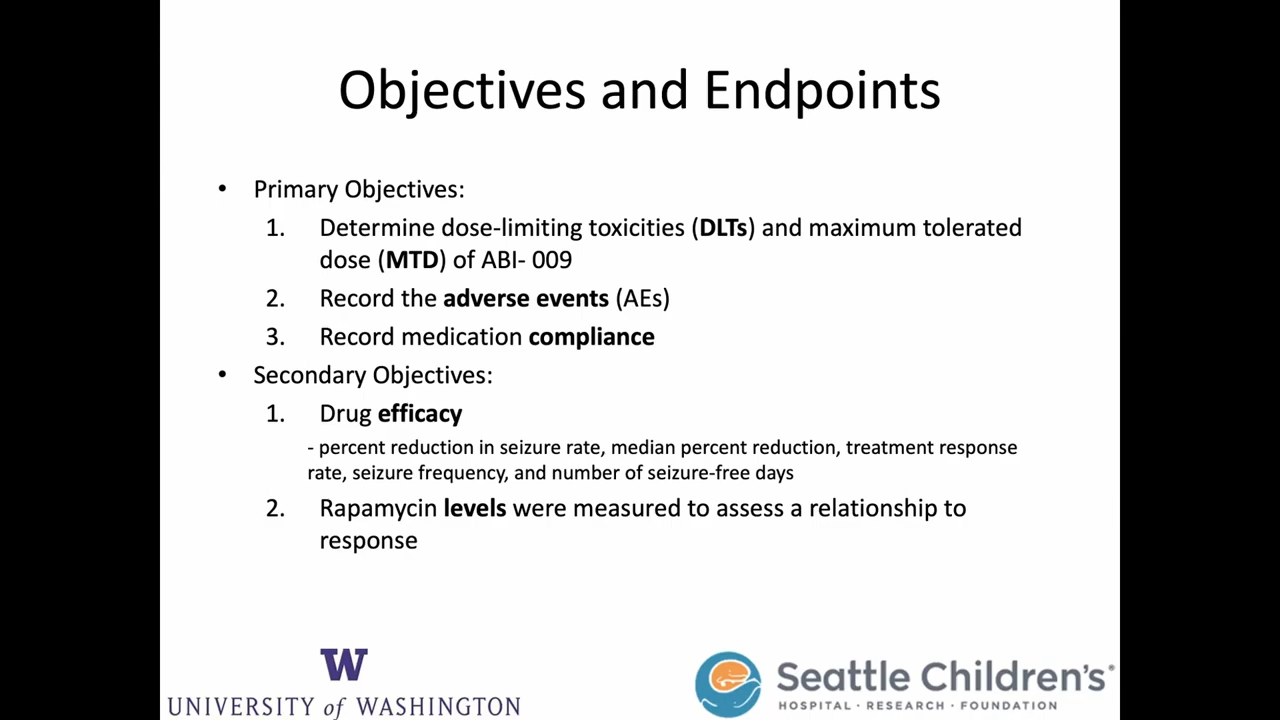 Objectives and Endpoints
• Primary Objectives:
1. Determine dose-limiting toxicities (DLTs) and maximum tolerated
dose (MTD) of ABI- 009
2. Record the adverse events (AEs)
3. Record medication compliance
• Secondary Objectives:
1. Drug efficacy
- percent reduction in seizure rate, median percent reduction, treatment response
rate, seizure frequency, and number of seizure-free days
2. Rapamycin levels were measured to assess a relationship to
response
W
UNIVERSITY of WASHINGTON
Seattle Children's®
HOSPITAL · RESEARCH · FOUNDATION